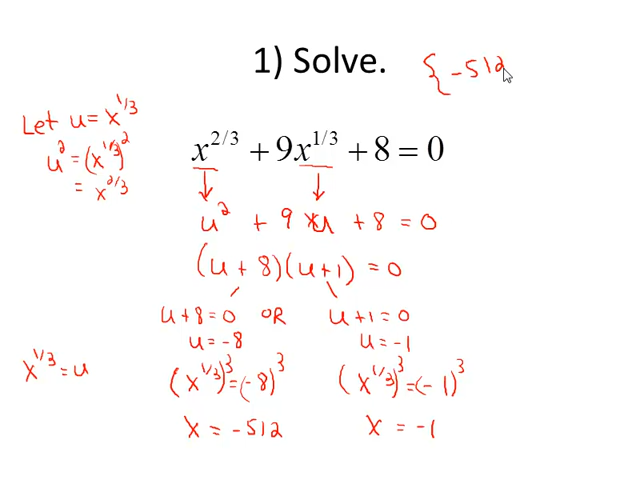 1) Solve. { -512
Let u = x^1/3
u^2 = (x^1/3)^2
= x^2/3
x^2/3 + 9x^1/3 + 8 = 0
u^2 + 9 u + 8 = 0
(u + 8)(u + 1) = 0
u + 8 = 0 OR u + 1 = 0
u = -8 u = -1
x^1/3 = u
(x^1/3)^3 = (-8)^3 (x^1/3)^3 = (-1)^3
x = -512 x = -1